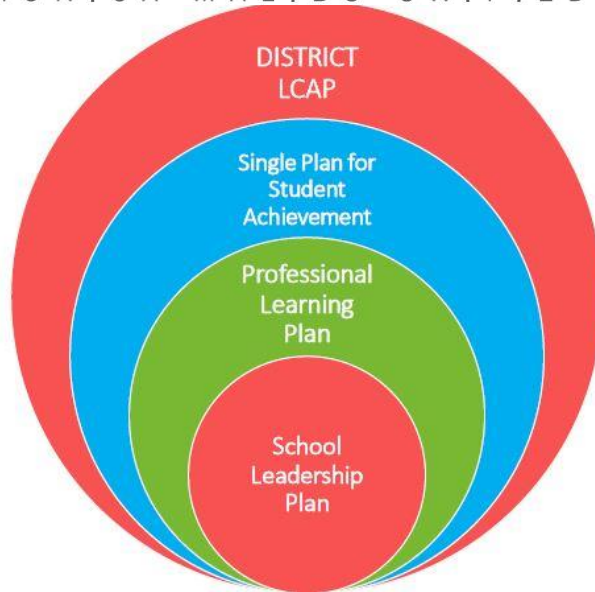 DISTRICT
LCAP
Single Plan for
Student
Achievement
Professional
Learning
Plan
School
Leadership
Plan